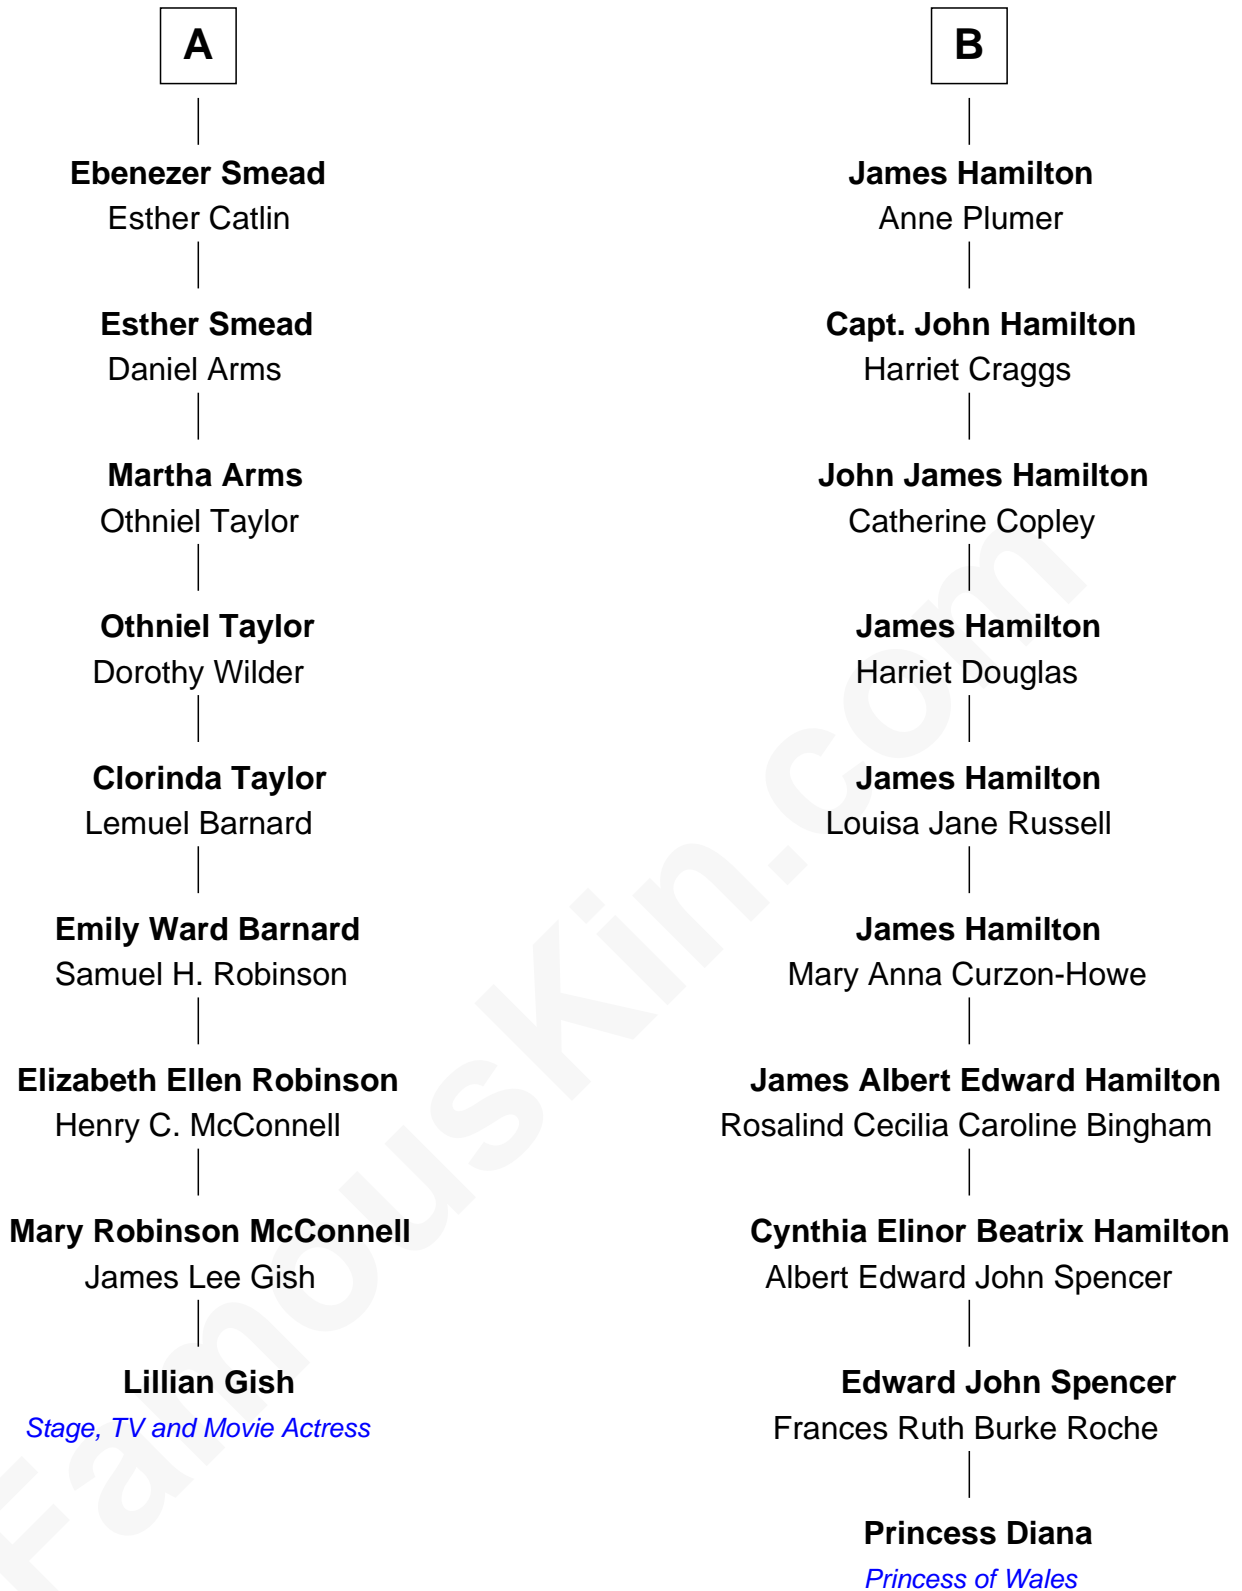 A
Ebenezer Smead
Esther Catlin
Esther Smead
Daniel Arms
Martha Arms
Othniel Taylor
Othniel Taylor
Dorothy Wilder
Clorinda Taylor
Lemuel Barnard
Emily Ward Barnard
Samuel H. Robinson
Elizabeth Ellen Robinson
Henry C. McConnell
Mary Robinson McConnell
James Lee Gish
Lillian Gish
Stage, TV and Movie Actress
B
James Hamilton
Anne Plumer
Capt. John Hamilton
Harriet Craggs
John James Hamilton
Catherine Copley
James Hamilton
Harriet Douglas
James Hamilton
Louisa Jane Russell
James Hamilton
Mary Anna Curzon-Howe
James Albert Edward Hamilton
Rosalind Cecilia Caroline Bingham
Cynthia Elinor Beatrix Hamilton
Albert Edward John Spencer
Edward John Spencer
Frances Ruth Burke Roche
Princess Diana
Princess of Wales
FamousKin.com